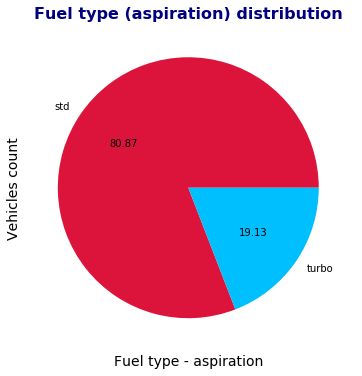 Fuel type (aspiration) distribution
std
80.87
Vehicles count
19.13
turbo
Fuel type - aspiration